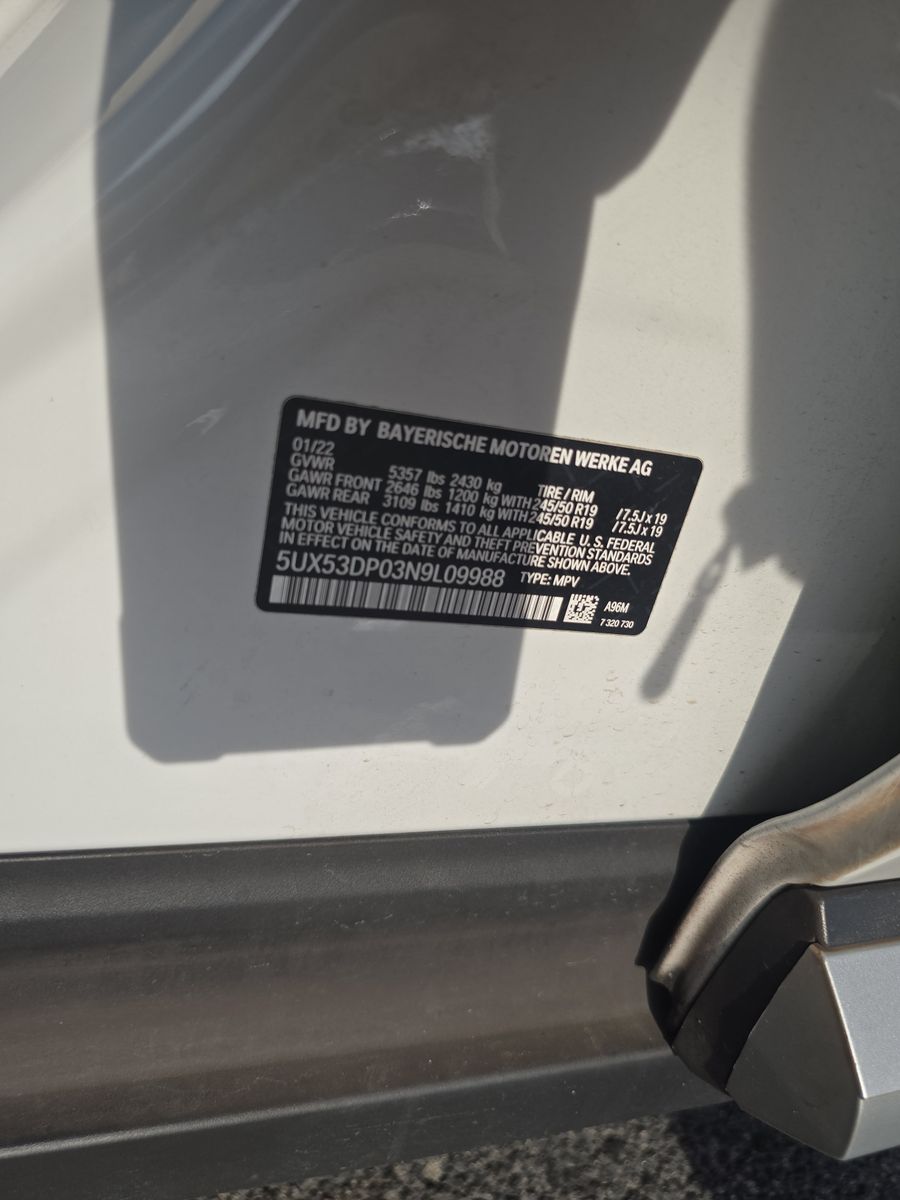 MFD BY BAYERISCHE MOTOREN WERKE AG
01/22
GVWR 5357 lbs 2430 kg TIRE / RIM
GAWR FRONT 2646 lbs 1200 kg WITH 245/50 R19 / 7.5J x 19
GAWR REAR 3109 lbs 1410 kg WITH 245/50 R19 / 7.5J x 19
THIS VEHICLE CONFORMS TO ALL APPLICABLE U. S. FEDERAL
MOTOR VEHICLE SAFETY AND THEFT PREVENTION STANDARDS
IN EFFECT ON THE DATE OF MANUFACTURE SHOWN ABOVE.
5UX53DP03N9L09988 TYPE: MPV
A96M
7 320 730